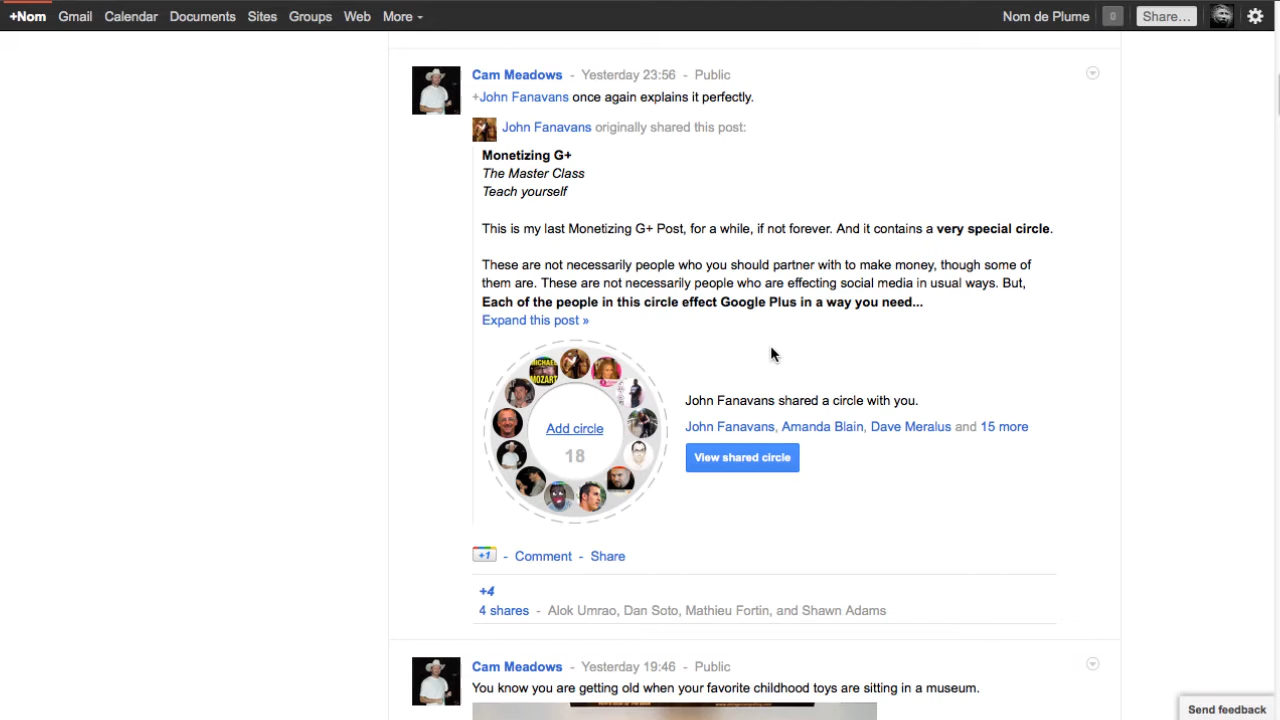 +Nom Gmail Calendar Documents Sites Groups Web More Nom de Plume 0 Share…
Cam Meadows - Yesterday 23:56 - Public
+John Fanavans once again explains it perfectly.
John Fanavans originally shared this post:
Monetizing G+
The Master Class
Teach yourself
This is my last Monetizing G+ Post, for a while, if not forever. And it contains a very special circle.
These are not necessarily people who you should partner with to make money, though some of
them are. These are not necessarily people who are effecting social media in usual ways. But,
Each of the people in this circle effect Google Plus in a way you need...
Expand this post »
MICHAEL
MOZART
John Fanavans shared a circle with you.
John Fanavans, Amanda Blain, Dave Meralus and 15 more
Add circle
18
View shared circle
+1 - Comment - Share
+4
4 shares - Alok Umrao, Dan Soto, Mathieu Fortin, and Shawn Adams
Cam Meadows - Yesterday 19:46 - Public
You know you are getting old when your favorite childhood toys are sitting in a museum.
Send feedback